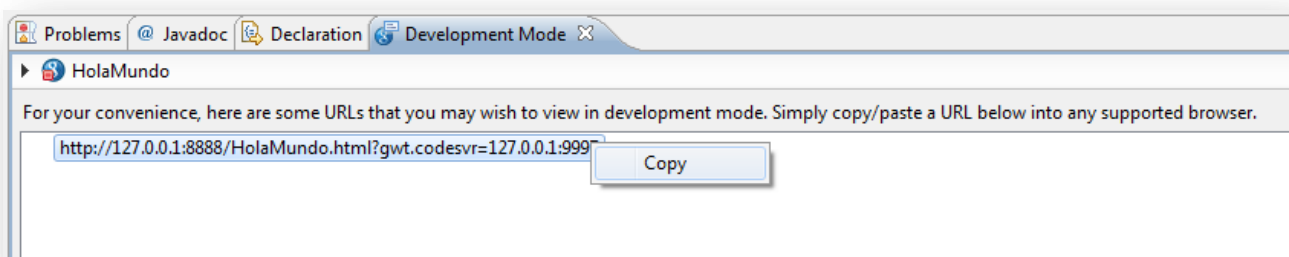 Problems @ Javadoc Declaration Development Mode
HolaMundo
For your convenience, here are some URLs that you may wish to view in development mode. Simply copy/paste a URL below into any supported browser.
http://127.0.0.1:8888/HolaMundo.html?gwt.codesvr=127.0.0.1:9997
Copy